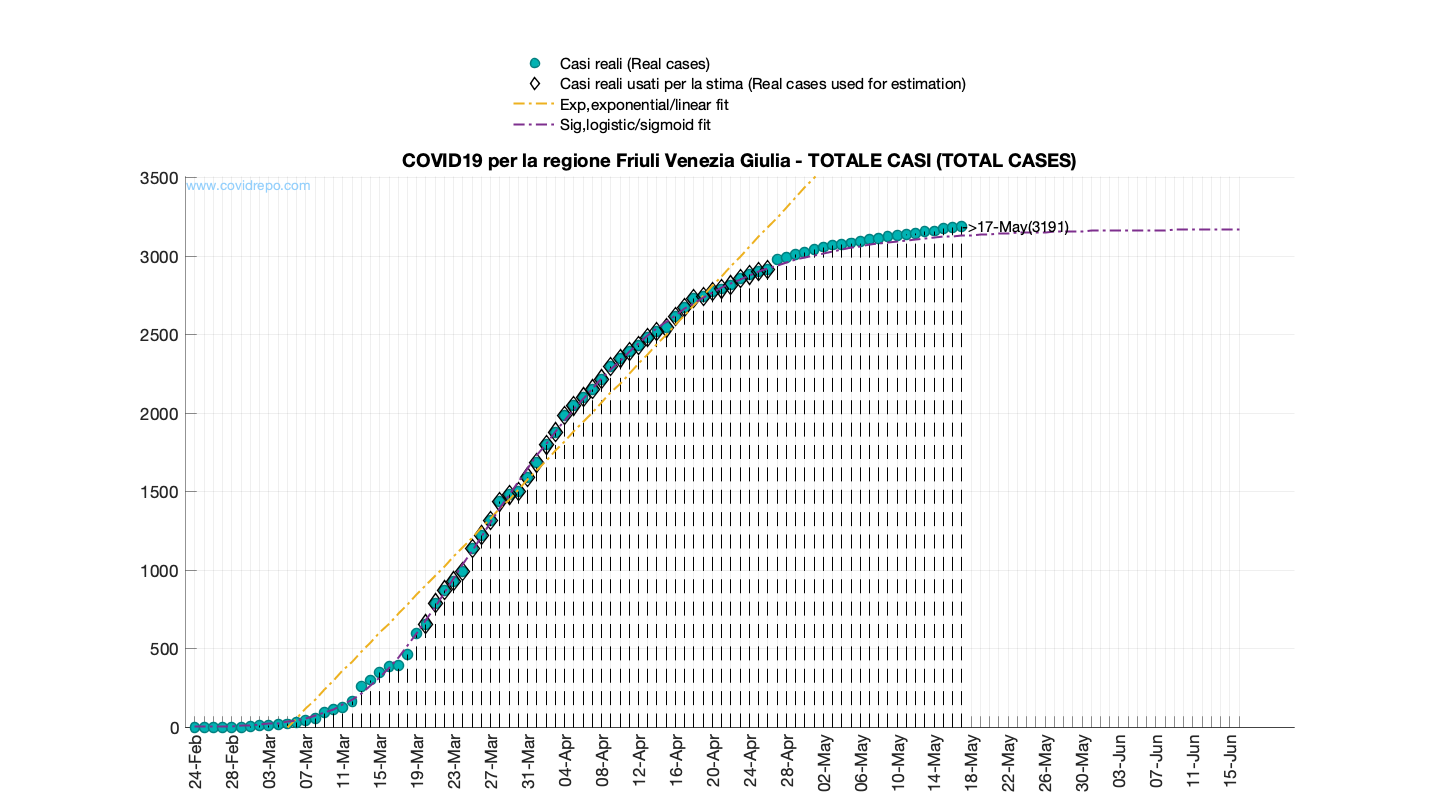 Casi reali (Real cases)
Casi reali usati per la stima (Real cases used for estimation)
Exp,exponential/linear fit
Sig,logistic/sigmoid fit
COVID19 per la regione Friuli Venezia Giulia - TOTALE CASI (TOTAL CASES)
www.covidrepo.com
3500
3000
2500
2000
1500
1000
500
0
->17-May(3191)
24-Feb
28-Feb
03-Mar
07-Mar
11-Mar
15-Mar
19-Mar
23-Mar
27-Mar
31-Mar
04-Apr
08-Apr
12-Apr
16-Apr
20-Apr
24-Apr
28-Apr
02-May
06-May
10-May
14-May
18-May
22-May
26-May
30-May
03-Jun
07-Jun
11-Jun
15-Jun